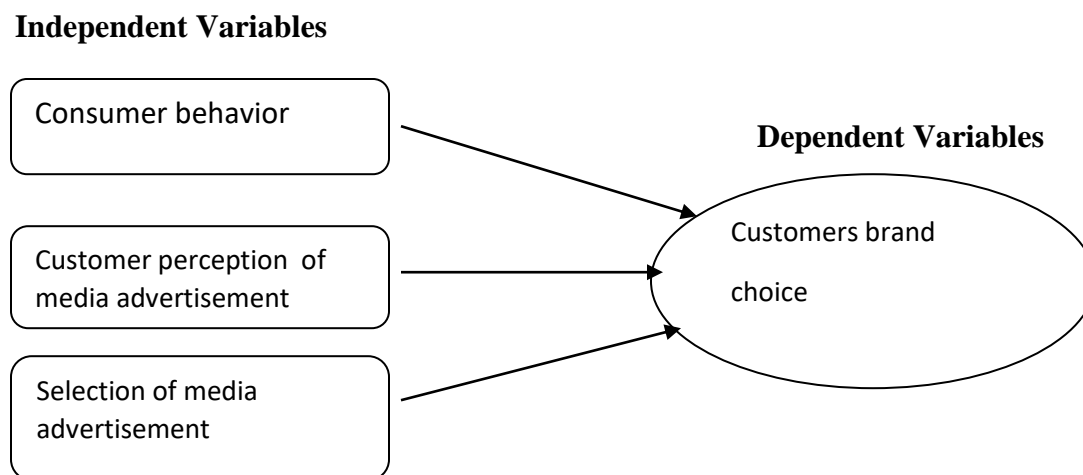 Independent Variables
Consumer behavior
Dependent Variables
Customers brand
choice
Customer perception  of
media advertisement
Selection of media
advertisement